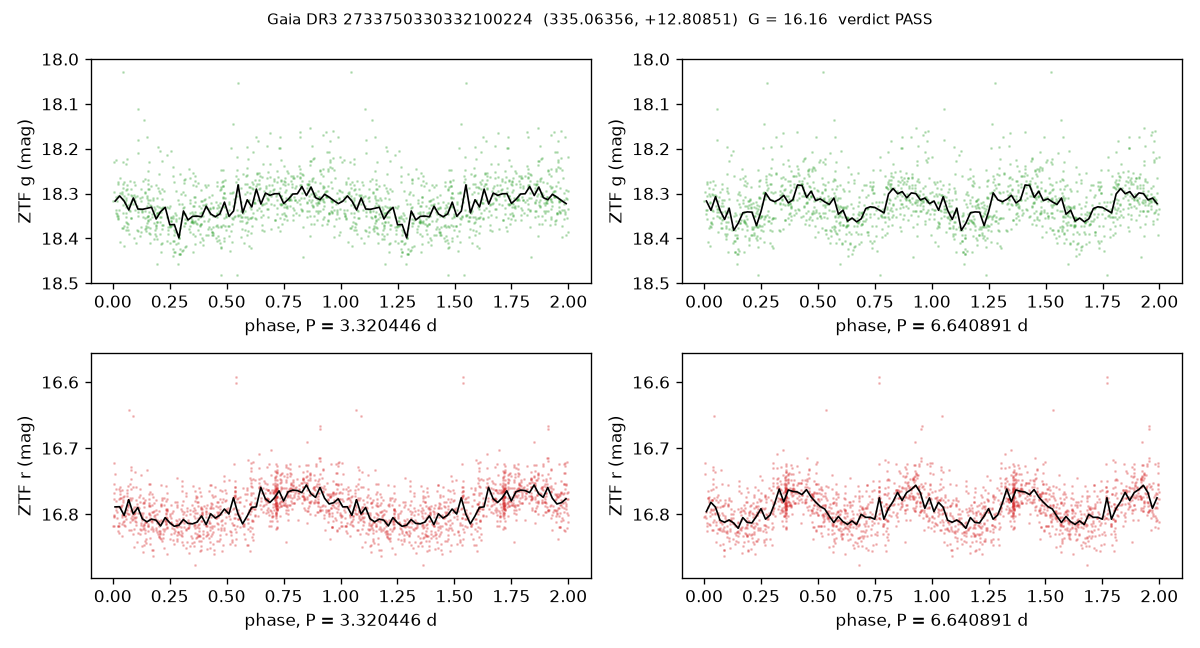 Gaia DR3 2733750330332100224  (335.06356, +12.80851)  G = 16.16  verdict PASS
ZTF g (mag)
18.0
18.1
18.2
18.3
18.4
18.5
0.00 0.25 0.50 0.75 1.00 1.25 1.50 1.75 2.00
phase, P = 3.320446 d
ZTF g (mag)
18.0
18.1
18.2
18.3
18.4
18.5
0.00 0.25 0.50 0.75 1.00 1.25 1.50 1.75 2.00
phase, P = 6.640891 d
ZTF r (mag)
16.6
16.7
16.8
0.00 0.25 0.50 0.75 1.00 1.25 1.50 1.75 2.00
phase, P = 3.320446 d
ZTF r (mag)
16.6
16.7
16.8
0.00 0.25 0.50 0.75 1.00 1.25 1.50 1.75 2.00
phase, P = 6.640891 d